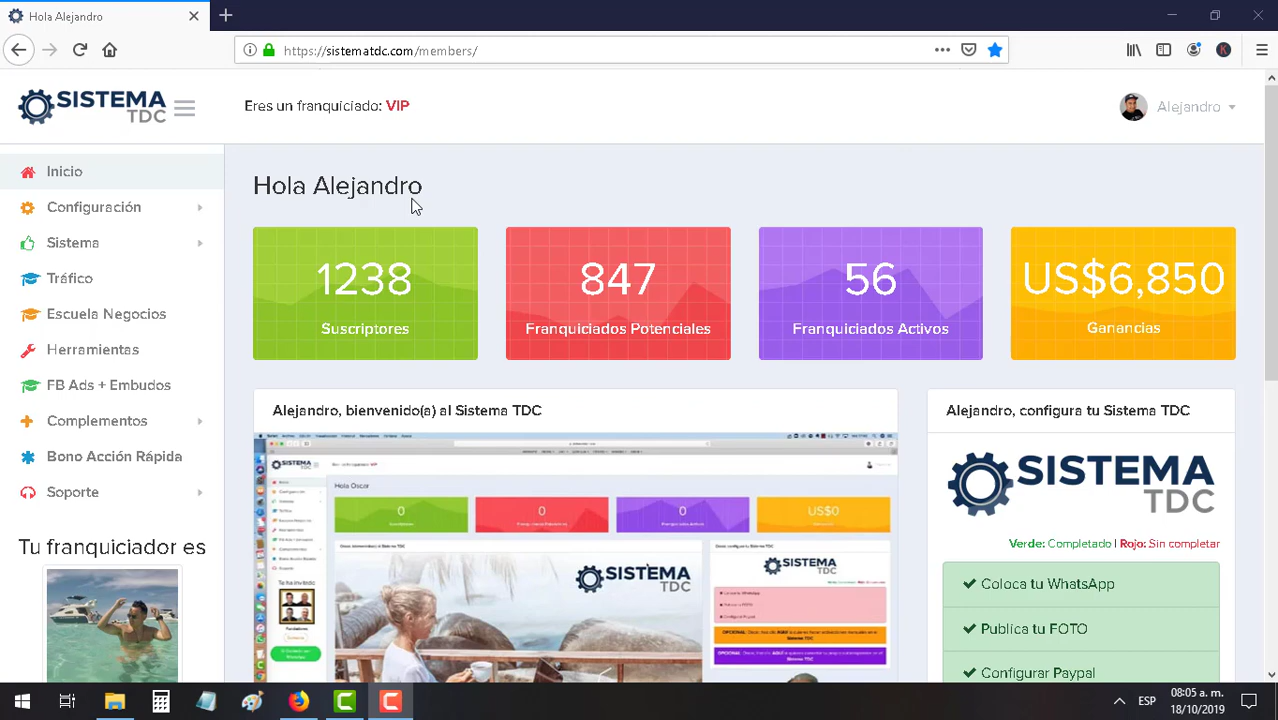 Hola Alejandro
https://sistematdc.com/members/
SISTEMA
TDC
Eres un franquiciado: VIP
Alejandro
Inicio
Configuración
Sistema
Tráfico
Escuela Negocios
Herramientas
FB Ads + Embudos
Complementos
Bono Acción Rápida
Soporte
Tu franquiciador es
Hola Alejandro
1238
Suscriptores
847
Franquiciados Potenciales
56
Franquiciados Activos
US$6,850
Ganancias
Alejandro, bienvenido(a) al Sistema TDC
SISTEMA
TDC
Hola Oscar
0
0
0
US$0
SISTEMA
TDC
SISTEMA
TDC
Alejandro, configura tu Sistema TDC
SISTEMA
TDC
Verde: Completado | Rojo: Sin completar
Coloca tu WhatsApp
Publica tu FOTO
Configurar Paypal
ESP
08:05 a. m.
18/10/2019